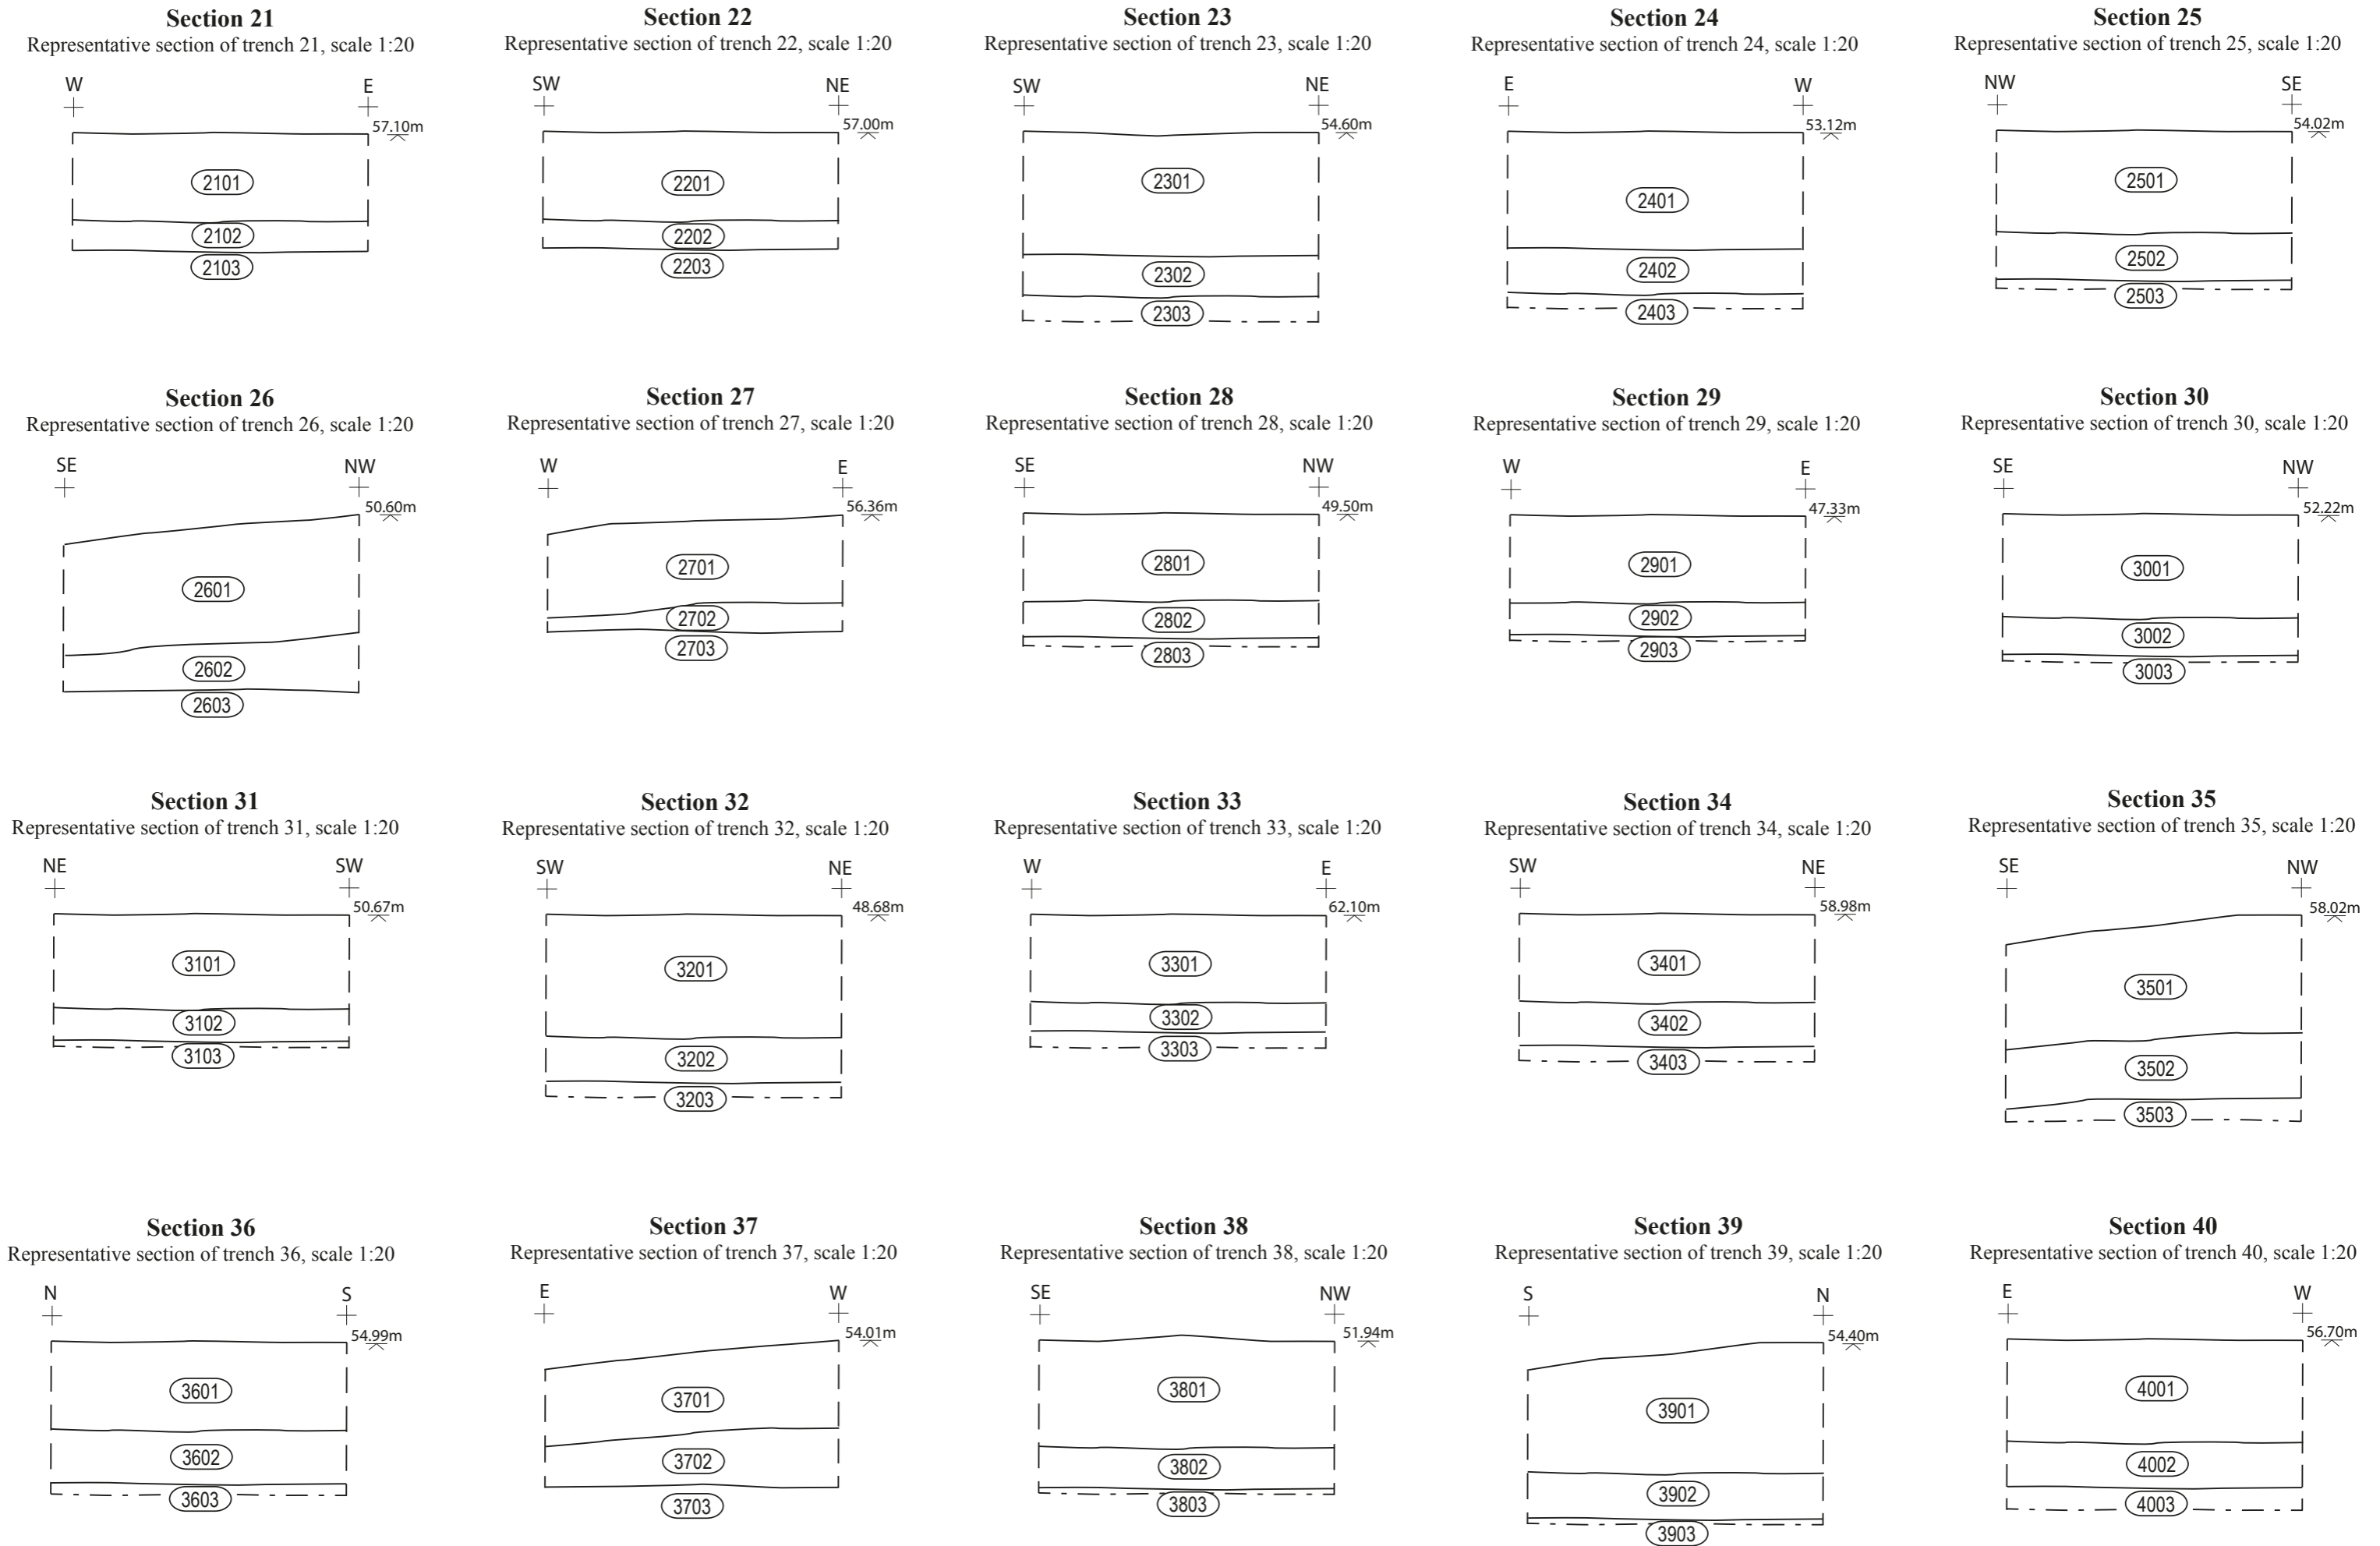 Section 21
Representative section of trench 21, scale 1:20
W E
57.10m
2101
2102
2103
Section 22
Representative section of trench 22, scale 1:20
SW NE
57.00m
2201
2202
2203
Section 23
Representative section of trench 23, scale 1:20
SW NE
54.60m
2301
2302
2303
Section 24
Representative section of trench 24, scale 1:20
E W
53.12m
2401
2402
2403
Section 25
Representative section of trench 25, scale 1:20
NW SE
54.02m
2501
2502
2503
Section 26
Representative section of trench 26, scale 1:20
SE NW
50.60m
2601
2602
2603
Section 27
Representative section of trench 27, scale 1:20
W E
56.36m
2701
2702
2703
Section 28
Representative section of trench 28, scale 1:20
SE NW
49.50m
2801
2802
2803
Section 29
Representative section of trench 29, scale 1:20
W E
47.33m
2901
2902
2903
Section 30
Representative section of trench 30, scale 1:20
SE NW
52.22m
3001
3002
3003
Section 31
Representative section of trench 31, scale 1:20
NE SW
50.67m
3101
3102
3103
Section 32
Representative section of trench 32, scale 1:20
SW NE
48.68m
3201
3202
3203
Section 33
Representative section of trench 33, scale 1:20
W E
62.10m
3301
3302
3303
Section 34
Representative section of trench 34, scale 1:20
SW NE
58.98m
3401
3402
3403
Section 35
Representative section of trench 35, scale 1:20
SE NW
58.02m
3501
3502
3503
Section 36
Representative section of trench 36, scale 1:20
N S
54.99m
3601
3602
3603
Section 37
Representative section of trench 37, scale 1:20
E W
54.01m
3701
3702
3703
Section 38
Representative section of trench 38, scale 1:20
SE NW
51.94m
3801
3802
3803
Section 39
Representative section of trench 39, scale 1:20
S N
54.40m
3901
3902
3903
Section 40
Representative section of trench 40, scale 1:20
E W
56.70m
4001
4002
4003